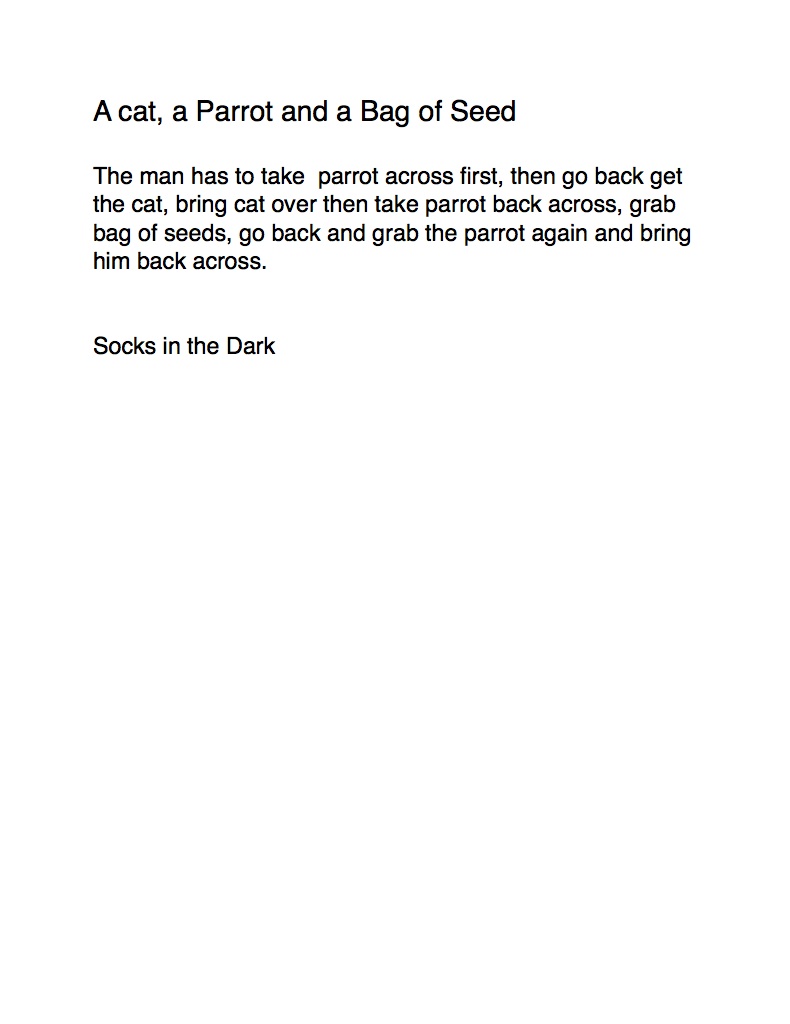 A cat, a Parrot and a Bag of Seed
The man has to take  parrot across first, then go back get
the cat, bring cat over then take parrot back across, grab
bag of seeds, go back and grab the parrot again and bring
him back across.
Socks in the Dark